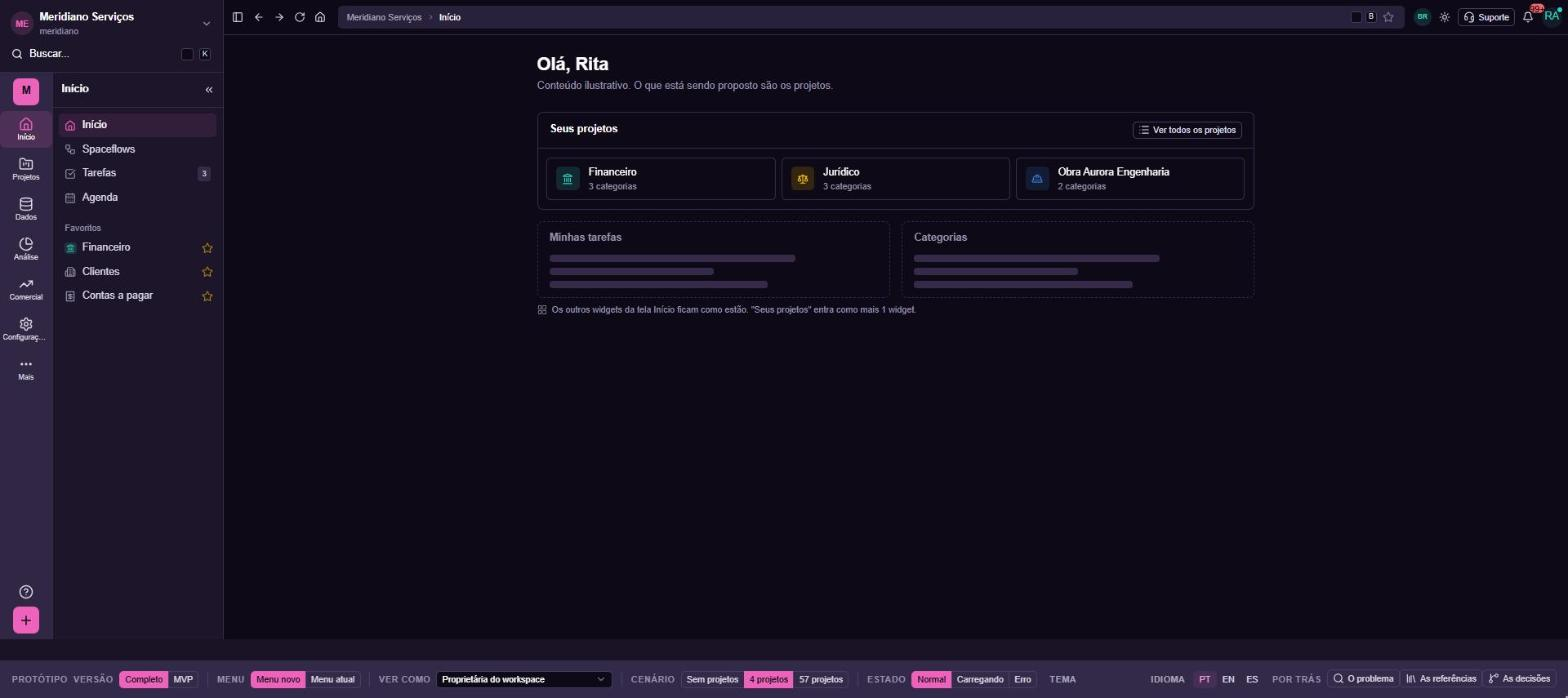 ME
Meridiano Serviços
meridiano
Buscar...
K
M
Início
Projetos
Dados
Análise
Comercial
Configuraç...
Mais
Início
Início
Spaceflows
Tarefas
3
Agenda
Favoritos
Financeiro
Clientes
Contas a pagar
Meridiano Serviços
Início
B
BR
Suporte
99+
RA
Olá, Rita
Conteúdo ilustrativo. O que está sendo proposto são os projetos.
Seus projetos
Ver todos os projetos
Financeiro
3 categorias
Jurídico
3 categorias
Obra Aurora Engenharia
2 categorias
Minhas tarefas
Categorias
Os outros widgets da tela Início ficam como estão. "Seus projetos" entra como mais 1 widget.
PROTÓTIPO VERSÃO Completo MVP MENU Menu novo Menu atual VER COMO Proprietária do workspace CENÁRIO Sem projetos 4 projetos 57 projetos ESTADO Normal Carregando Erro TEMA IDIOMA PT EN ES POR TRÁS O problema As referências As decisões